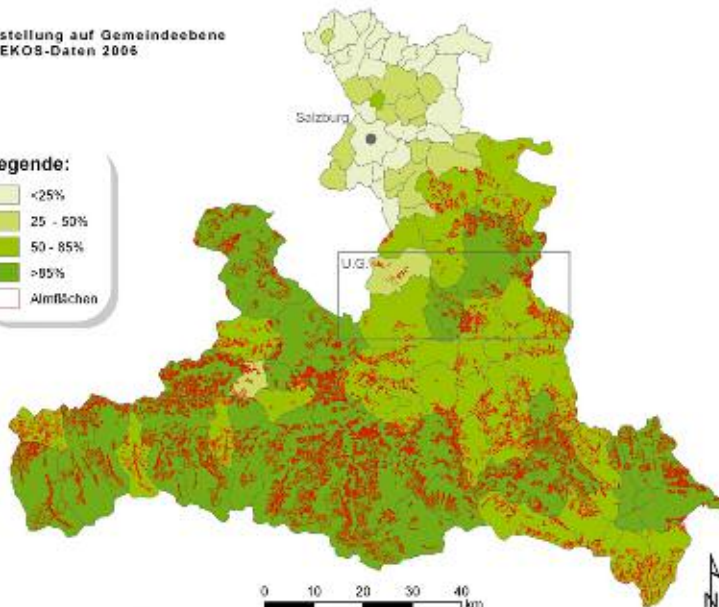 stellung auf Gemeindeebene
EKOS-Daten 2006
Salzburg
egende:
<25%
25 - 50%
50 - 85%
>85%
Almflächen
U.G.
0 10 20 30 40
km
N